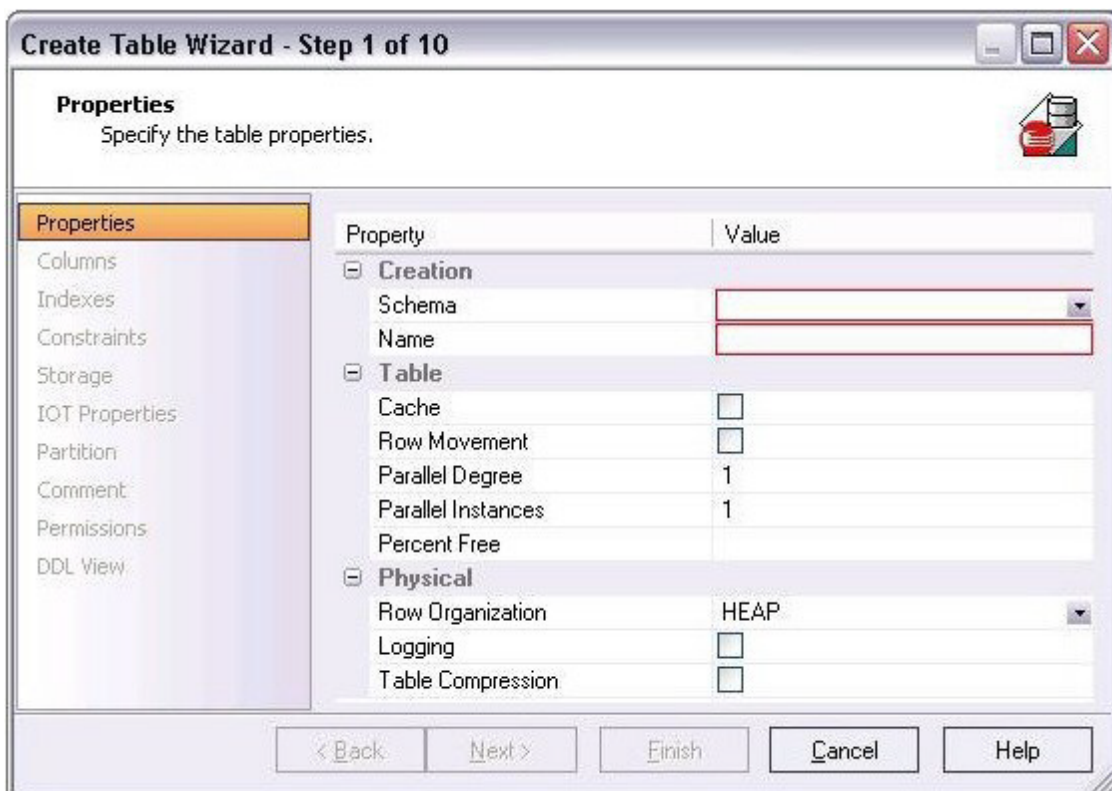 Create Table Wizard - Step 1 of 10
Properties
Specify the table properties.
Properties
Columns
Indexes
Constraints
Storage
IOT Properties
Partition
Comment
Permissions
DDL View
Property Value
Creation
Schema
Name
Table
Cache
Row Movement
Parallel Degree 1
Parallel Instances 1
Percent Free
Physical
Row Organization HEAP
Logging
Table Compression
< Back Next > Finish Cancel Help